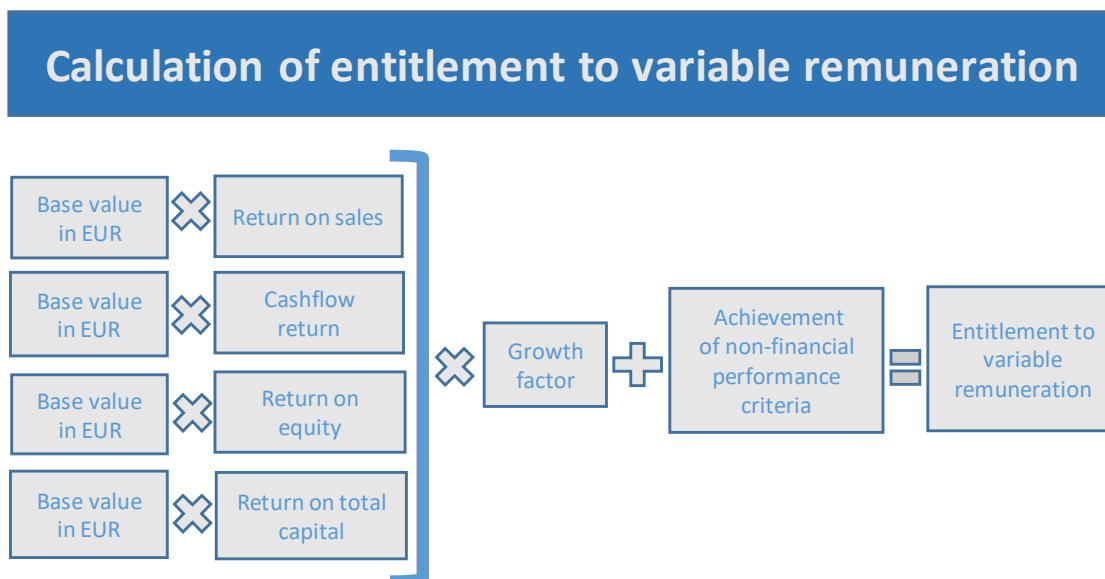 Calculation of entitlement to variable remuneration
Base value
in EUR
Return on sales
Base value
in EUR
Cashflow
return
Base value
in EUR
Return on
equity
Base value
in EUR
Return on total
capital
Growth
factor
Achievement
of non-financial
performance
criteria
Entitlement to
variable
remuneration